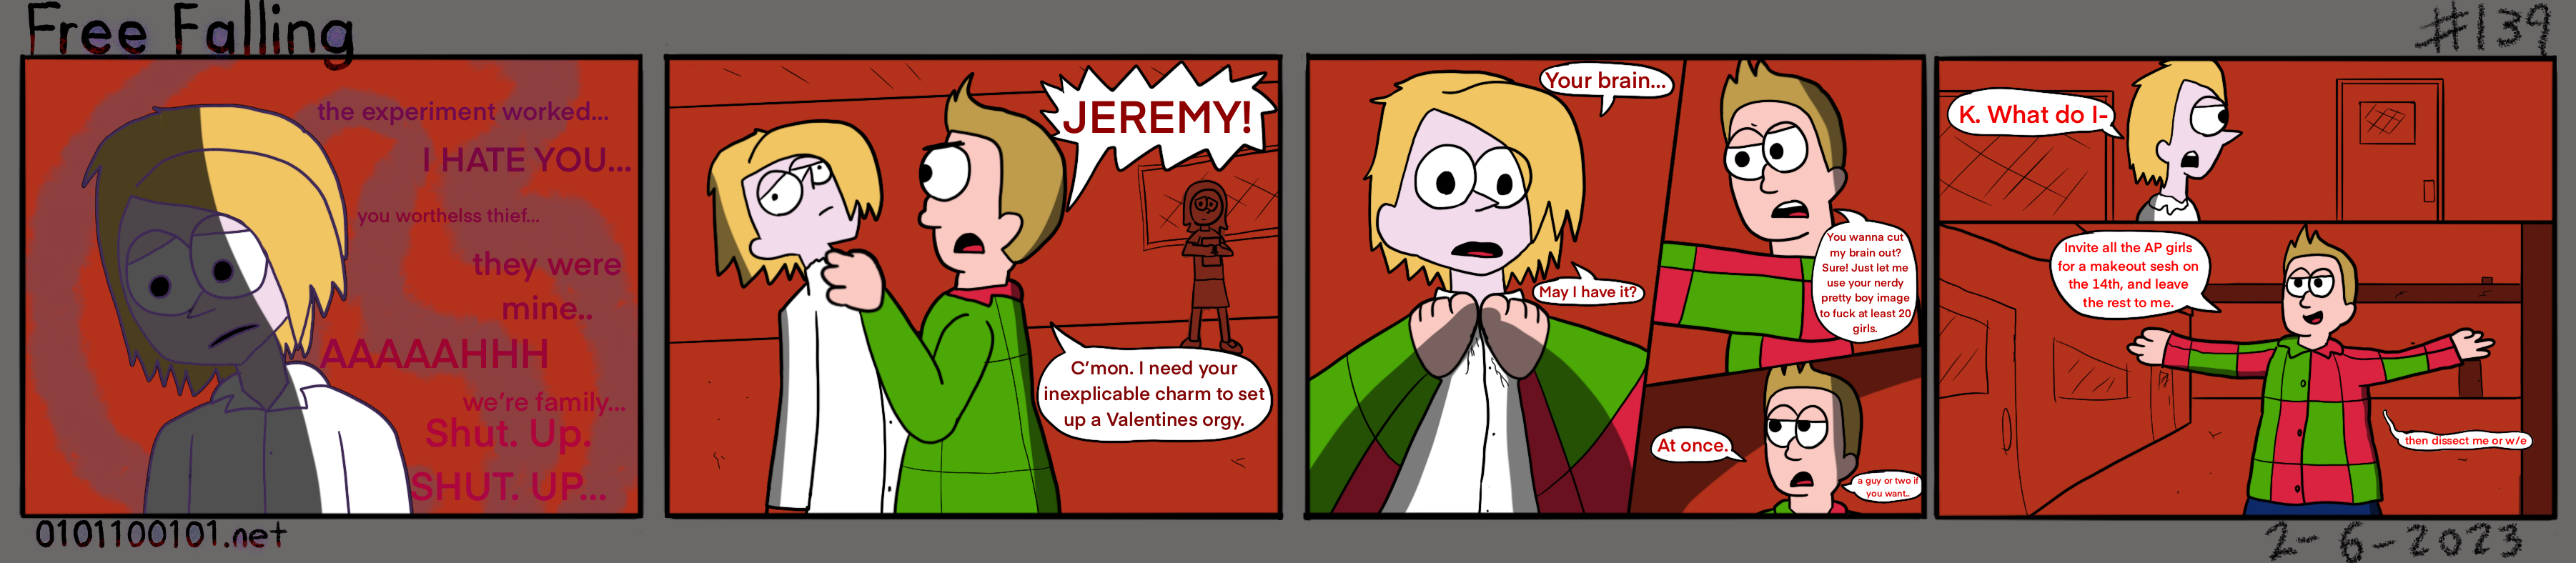 Free Falling
#139
the experiment worked...
I HATE YOU...
you worthelss thief...
they were
mine..
AAAAAHHH
we're family...
Shut. Up.
SHUT. UP...
JEREMY!
C'mon. I need your
inexplicable charm to set
up a Valentines orgy.
Your brain...
May I have it?
You wanna cut
my brain out?
Sure! Just let me
use your nerdy
pretty boy image
to fuck at least 20
girls.
At once.
a guy or two if
you want..
K. What do I-
Invite all the AP girls
for a makeout sesh on
the 14th, and leave
the rest to me.
then dissect me or w/e
0101100101.net
2-6-2023